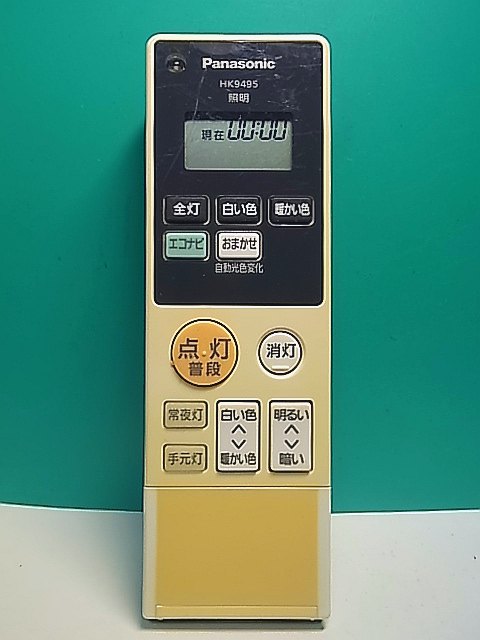 Panasonic
HK9495
照明
現在 00:00
全灯 白い色 暖かい色
エコナビ おまかせ
自動光色変化
点灯 消灯
普段
常夜灯 白い色 明るい
手元灯 暖かい色 暗い